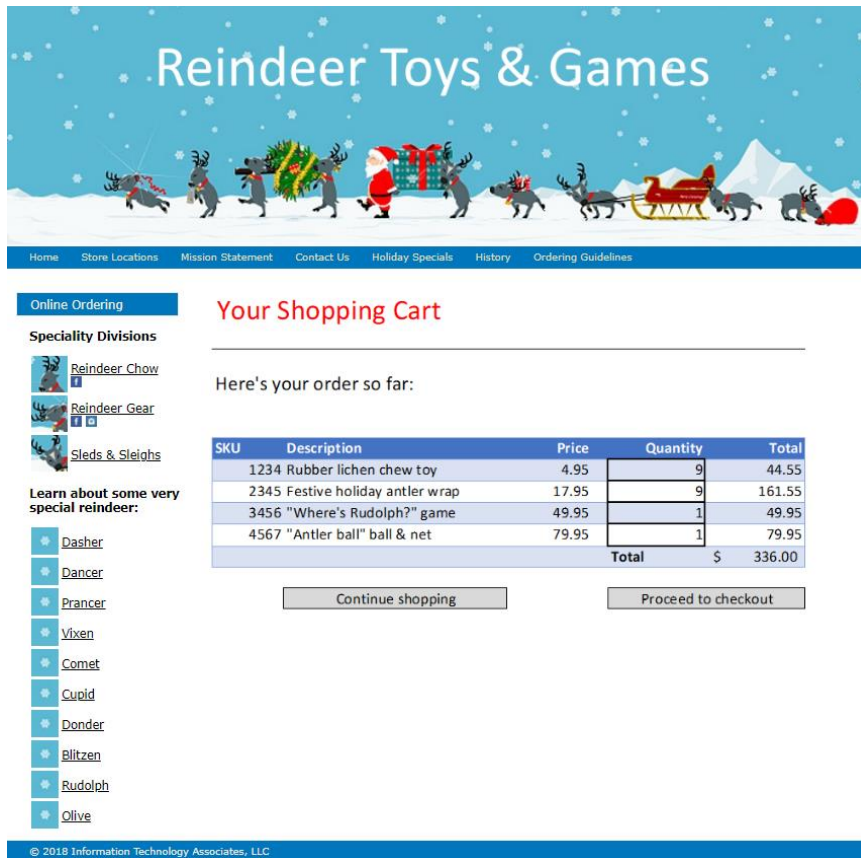 Reindeer Toys & Games
Home Store Locations Mission Statement Contact Us Holiday Specials History Ordering Guidelines
Online Ordering
Speciality Divisions
Reindeer Chow
f
Reindeer Gear
f
Sleds & Sleighs
Learn about some very
special reindeer:
Dasher
Dancer
Prancer
Vixen
Comet
Cupid
Donder
Blitzen
Rudolph
Olive
Your Shopping Cart
Here's your order so far:
SKU Description Price Quantity Total
1234 Rubber lichen chew toy 4.95 9 44.55
2345 Festive holiday antler wrap 17.95 9 161.55
3456 "Where's Rudolph?" game 49.95 1 49.95
4567 "Antler ball" ball & net 79.95 1 79.95
Total $ 336.00
Continue shopping Proceed to checkout
© 2018 Information Technology Associates, LLC